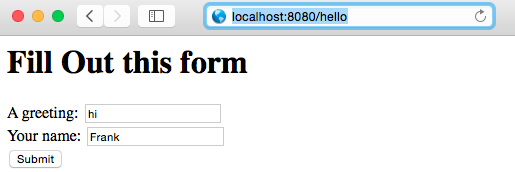 localhost:8080/hello
Fill Out this form
A greeting: hi
Your name: Frank
Submit